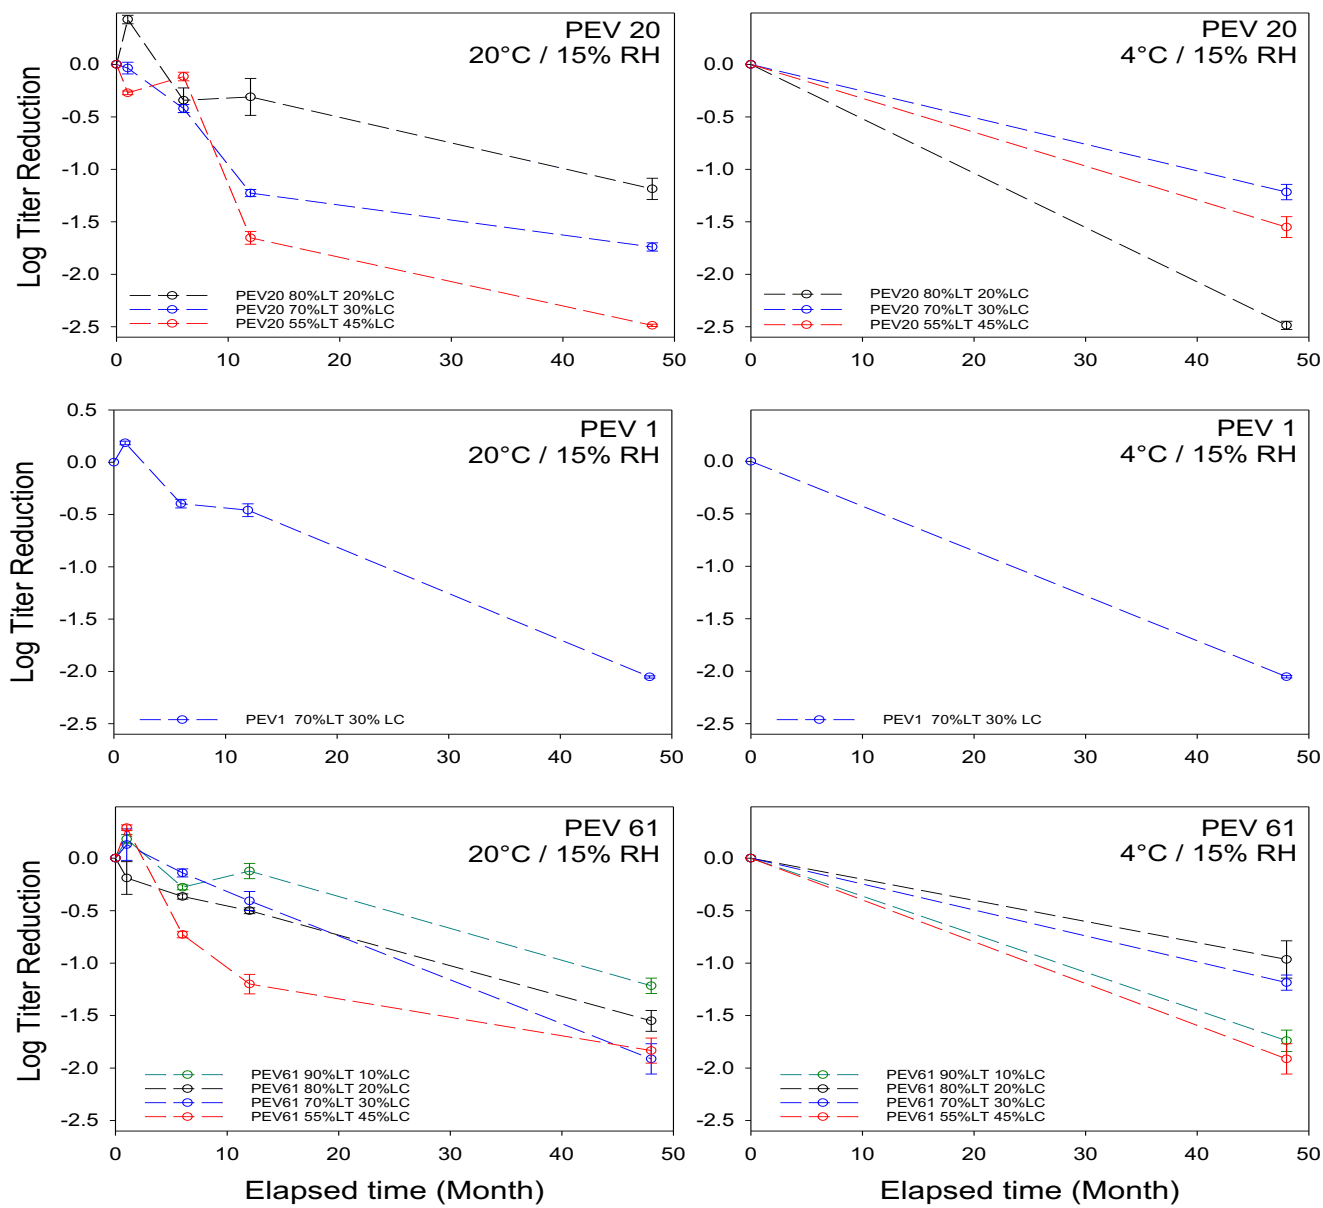 PEV 20
20°C / 15% RH
0.0
-0.5
-1.0
-1.5
-2.0
-2.5
Log Titer Reduction
PEV20 80%LT 20%LC
PEV20 70%LT 30%LC
PEV20 55%LT 45%LC
0 10 20 30 40 50
PEV 20
4°C / 15% RH
0.0
-0.5
-1.0
-1.5
-2.0
-2.5
PEV20 80%LT 20%LC
PEV20 70%LT 30%LC
PEV20 55%LT 45%LC
0 10 20 30 40 50
PEV 1
20°C / 15% RH
0.5
0.0
-0.5
-1.0
-1.5
-2.0
-2.5
Log Titer Reduction
PEV1 70%LT 30% LC
0 10 20 30 40 50
PEV 1
4°C / 15% RH
0.0
-0.5
-1.0
-1.5
-2.0
-2.5
PEV1 70%LT 30% LC
0 10 20 30 40 50
PEV 61
20°C / 15% RH
0.0
-0.5
-1.0
-1.5
-2.0
-2.5
Log Titer Reduction
PEV61 90%LT 10%LC
PEV61 80%LT 20%LC
PEV61 70%LT 30%LC
PEV61 55%LT 45%LC
0 10 20 30 40 50
Elapsed time (Month)
PEV 61
4°C / 15% RH
0.0
-0.5
-1.0
-1.5
-2.0
-2.5
PEV61 90%LT 10%LC
PEV61 80%LT 20%LC
PEV61 70%LT 30%LC
PEV61 55%LT 45%LC
0 10 20 30 40 50
Elapsed time (Month)